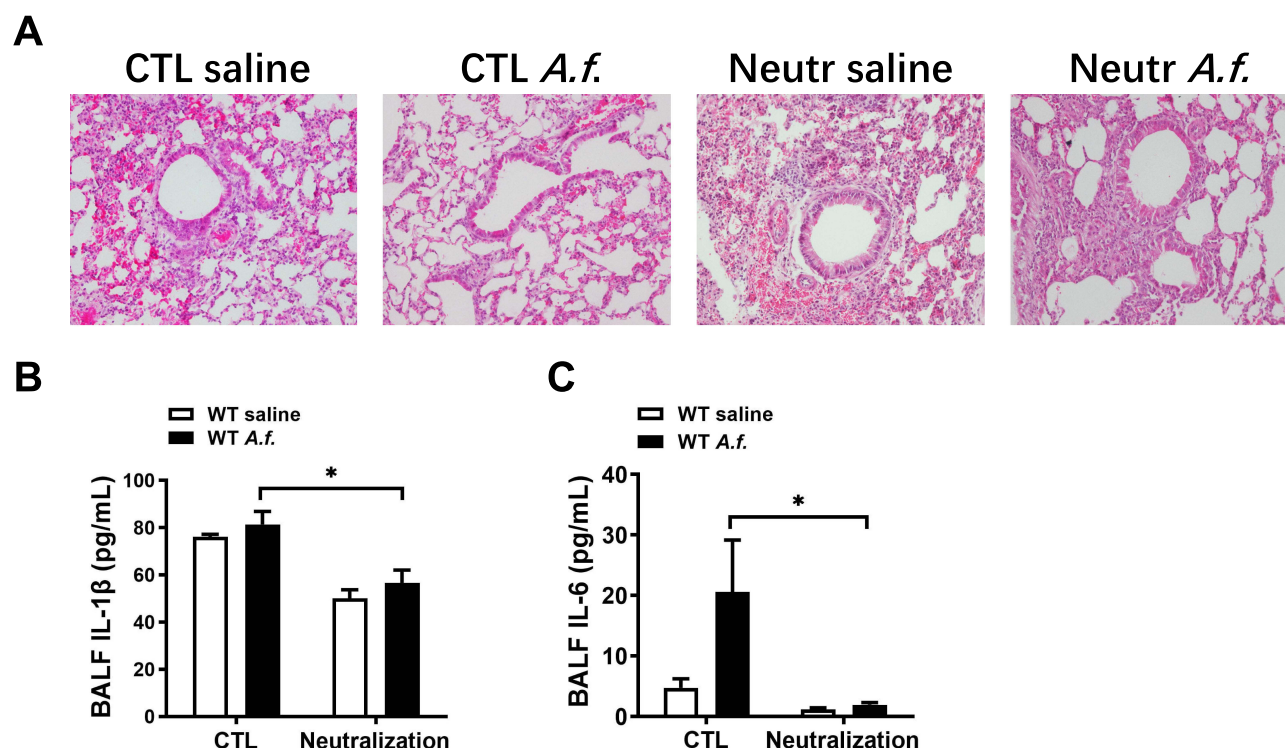 A
CTL saline
CTL A.f.
Neutr saline
Neutr A.f.
B
WT saline
WT A.f.
BALF IL-1β (pg/mL)
100
80
60
40
20
0
*
CTL
Neutralization
C
WT saline
WT A.f.
BALF IL-6 (pg/mL)
40
30
20
10
0
*
CTL
Neutralization